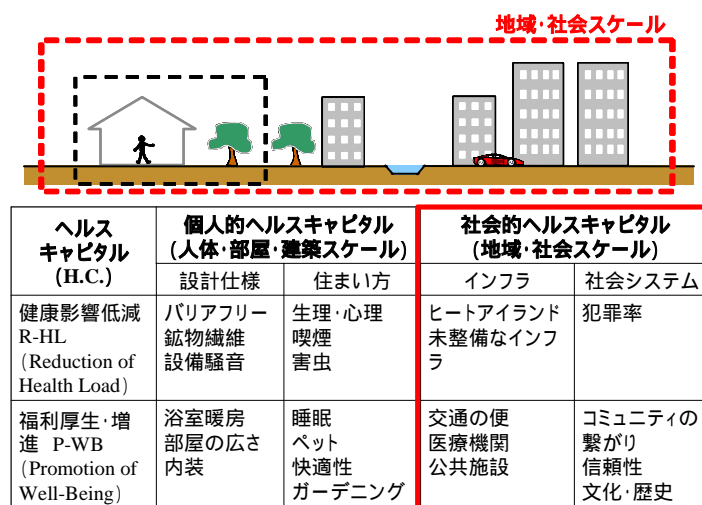 地域・社会スケール
ヘルス
キャピタル
(H.C.)
個人的ヘルスキャピタル
(人体・部屋・建築スケール)
社会的ヘルスキャピタル
(地域・社会スケール)
設計仕様
住まい方
インフラ
社会システム
健康影響低減
R-HL
(Reduction of
Health Load)
バリアフリー
鉱物繊維
設備騒音
生理・心理
喫煙
害虫
ヒートアイランド
未整備なインフ
ラ
犯罪率
福利厚生・増
進 P-WB
(Promotion of
Well-Being)
浴室暖房
部屋の広さ
内装
睡眠
ペット
快適性
ガーデニング
交通の便
医療機関
公共施設
コミュニティの
繋がり
信頼性
文化・歴史